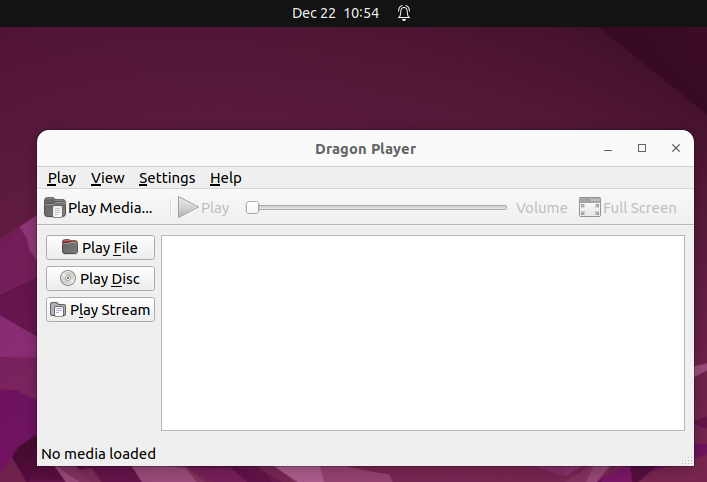 Dec 22 10:54
Dragon Player
Play View Settings Help
Play Media... Play Volume Full Screen
Play File
Play Disc
Play Stream
No media loaded